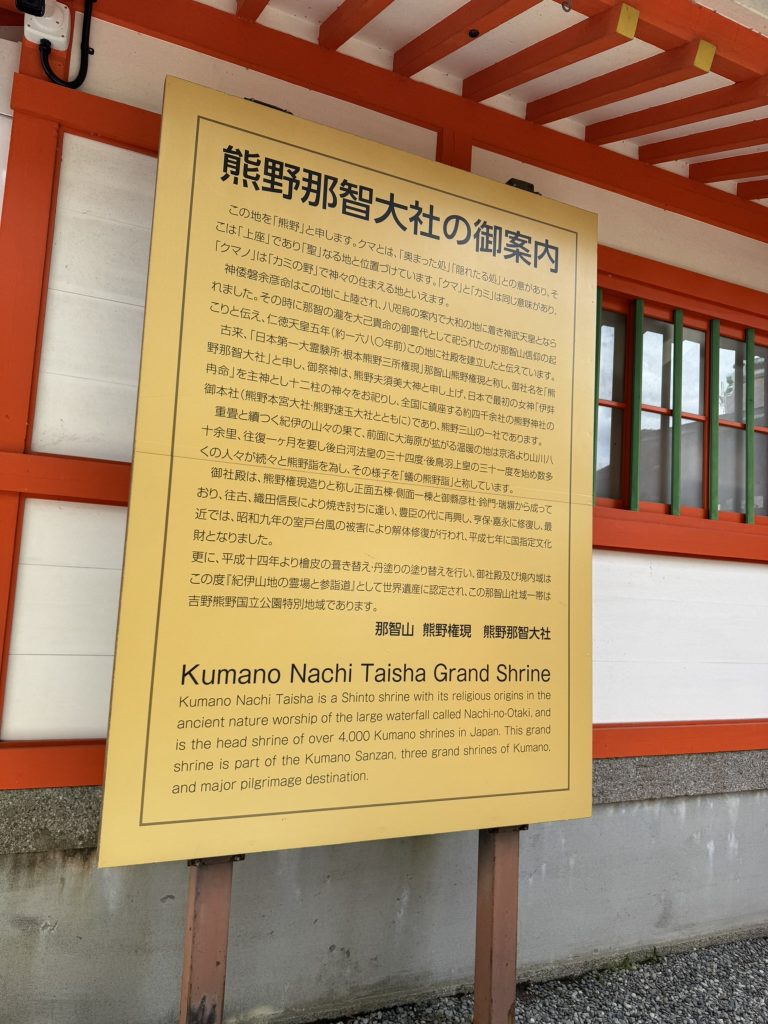 熊野那智大社の御案内
この地を「熊野」と申します。クマとは、「奥まった処」「隠れたる処」との意があり、そ
こは「上座」であり「聖」なる地と位置づけています。「クマ」と「カミ」は同じ意味があり、
「クマノ」は「カミの野」で神々の住まえる地といえます。
神倭磐余彦命はこの地に上陸され、八咫烏の案内で大和の地に着き神武天皇となら
れました。その時に那智の瀧を大己貴命の御霊代として祀られたのが那智山信仰の起
こりと伝え、仁徳天皇五年(約一六八〇年前)この地に社殿を建立したと伝えています。
古来、「日本第一大霊験所・根本熊野三所権現」那智山熊野権現と称し、御社名を「熊
野那智大社」と申し、御祭神は、熊野夫須美大神と申し上げ、日本で最初の女神「伊弉
冉命」を主神とし十二柱の神々をお祀りし、全国に鎮座する約四千余社の熊野神社の
御本社(熊野本宮大社・熊野速玉大社とともに)であり、熊野三山の一社であります。
重畳と續つく紀伊の山々の果て、前面に大海原が拡がる温暖の地は京洛より山川八
十余里、往復一ヶ月を要し後白河法皇の三十四度・後鳥羽上皇の三十一度を始め数多
くの人々が続々と熊野詣を為し、その様子を「蟻の熊野詣」と称しています。
御社殿は、熊野権現造りと称し正面五棟・側面一棟と御縣彦社・鈴門・瑞籬から成って
おり、往古、織田信長により焼き討ちに逢い、豊臣の代に再興し、亨保・嘉永に修復し、最
近では、昭和九年の室戸台風の被害により解体修復が行われ、平成七年に国指定文化
財となりました。
更に、平成十四年より檜皮の葺き替え・丹塗りの塗り替えを行い、御社殿及び境内域は
この度『紀伊山地の霊場と参詣道』として世界遺産に認定され、この那智山社域一帯は
吉野熊野国立公園特別地域であります。
那智山 熊野権現 熊野那智大社
Kumano Nachi Taisha Grand Shrine
Kumano Nachi Taisha is a Shinto shrine with its religious origins in the
ancient nature worship of the large waterfall called Nachi-no-Otaki, and
is the head shrine of over 4,000 Kumano shrines in Japan. This grand
shrine is part of the Kumano Sanzan, three grand shrines of Kumano,
and major pilgrimage destination.